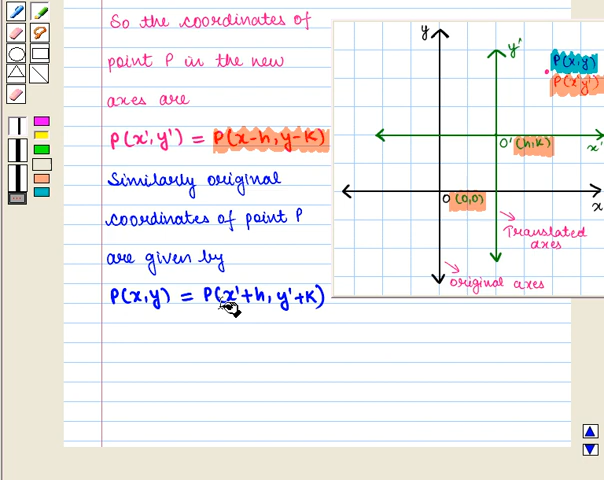 So the coordinates of
point P in the new
axes are
P(x',y') = P(x-h, y-K)
Similarly original
coordinates of point P
are given by
P(x,y) = P(x'+h, y'+K)
y
y'
P(x,y)
P(x'y')
O' (h,K)
x'
O (0,0)
x
Translated
axes
original axes